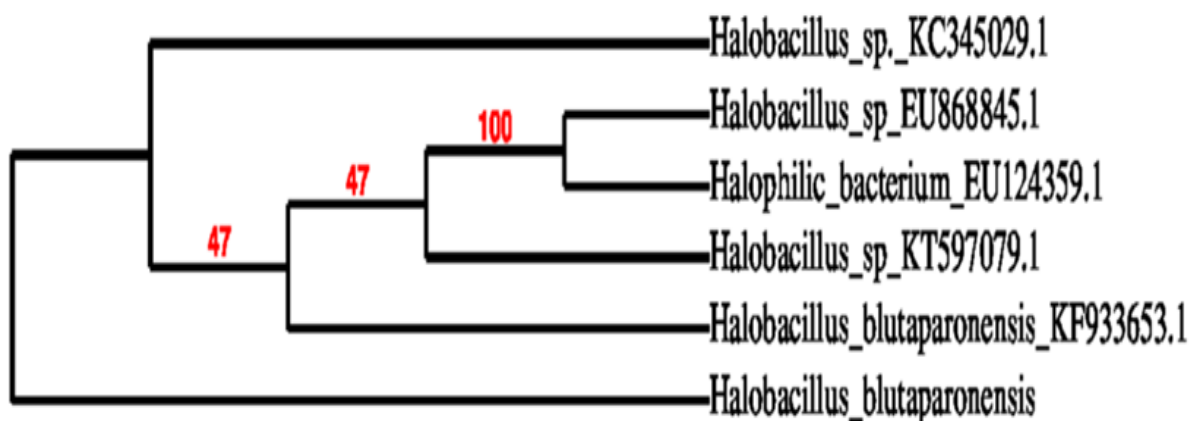 Halobacillus_sp._KC345029.1
100
Halobacillus_sp_EU868845.1
47
Halophilic_bacterium_EU124359.1
47
Halobacillus_sp_KT597079.1
Halobacillus_blutaparonensis_KF933653.1
Halobacillus_blutaparonensis